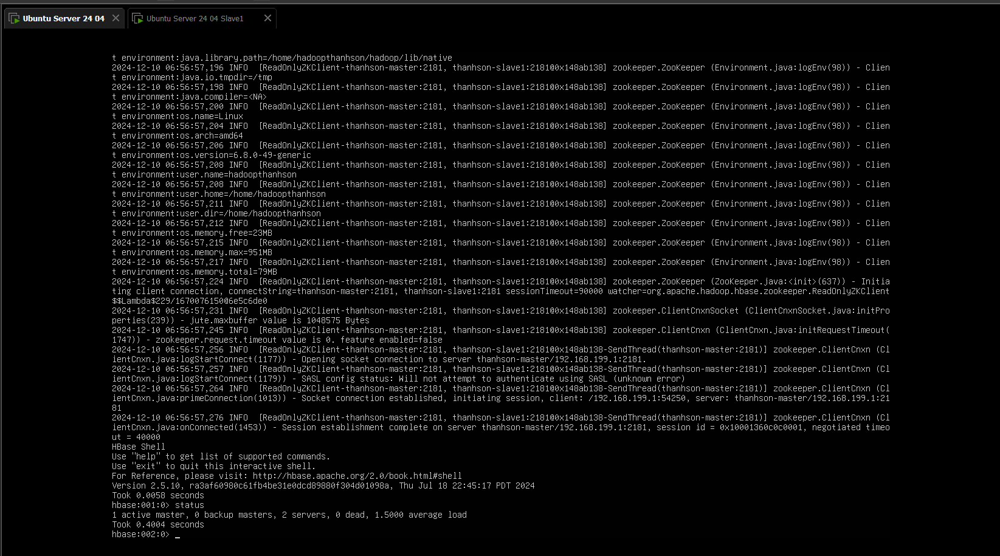 Ubuntu Server 24 04
Ubuntu Server 24 04 Slave1
t environment:java.library.path=/home/hadoopthanhson/hadoop/lib/native
2024-12-10 06:56:57,196 INFO  [ReadOnlyZKClient-thanhson-master:2181, thanhson-slave1:2181@0x148ab138] zookeeper.ZooKeeper (Environment.java:logEnv(98)) - Clien
t environment:java.io.tmpdir=/tmp
2024-12-10 06:56:57,198 INFO  [ReadOnlyZKClient-thanhson-master:2181, thanhson-slave1:2181@0x148ab138] zookeeper.ZooKeeper (Environment.java:logEnv(98)) - Clien
t environment:java.compiler=<NA>
2024-12-10 06:56:57,200 INFO  [ReadOnlyZKClient-thanhson-master:2181, thanhson-slave1:2181@0x148ab138] zookeeper.ZooKeeper (Environment.java:logEnv(98)) - Clien
t environment:os.name=Linux
2024-12-10 06:56:57,204 INFO  [ReadOnlyZKClient-thanhson-master:2181, thanhson-slave1:2181@0x148ab138] zookeeper.ZooKeeper (Environment.java:logEnv(98)) - Clien
t environment:os.arch=amd64
2024-12-10 06:56:57,206 INFO  [ReadOnlyZKClient-thanhson-master:2181, thanhson-slave1:2181@0x148ab138] zookeeper.ZooKeeper (Environment.java:logEnv(98)) - Clien
t environment:os.version=6.8.0-49-generic
2024-12-10 06:56:57,208 INFO  [ReadOnlyZKClient-thanhson-master:2181, thanhson-slave1:2181@0x148ab138] zookeeper.ZooKeeper (Environment.java:logEnv(98)) - Clien
t environment:user.name=hadoopthanhson
2024-12-10 06:56:57,208 INFO  [ReadOnlyZKClient-thanhson-master:2181, thanhson-slave1:2181@0x148ab138] zookeeper.ZooKeeper (Environment.java:logEnv(98)) - Clien
t environment:user.home=/home/hadoopthanhson
2024-12-10 06:56:57,211 INFO  [ReadOnlyZKClient-thanhson-master:2181, thanhson-slave1:2181@0x148ab138] zookeeper.ZooKeeper (Environment.java:logEnv(98)) - Clien
t environment:user.dir=/home/hadoopthanhson
2024-12-10 06:56:57,212 INFO  [ReadOnlyZKClient-thanhson-master:2181, thanhson-slave1:2181@0x148ab138] zookeeper.ZooKeeper (Environment.java:logEnv(98)) - Clien
t environment:os.memory.free=23MB
2024-12-10 06:56:57,215 INFO  [ReadOnlyZKClient-thanhson-master:2181, thanhson-slave1:2181@0x148ab138] zookeeper.ZooKeeper (Environment.java:logEnv(98)) - Clien
t environment:os.memory.max=951MB
2024-12-10 06:56:57,217 INFO  [ReadOnlyZKClient-thanhson-master:2181, thanhson-slave1:2181@0x148ab138] zookeeper.ZooKeeper (Environment.java:logEnv(98)) - Clien
t environment:os.memory.total=79MB
2024-12-10 06:56:57,224 INFO  [ReadOnlyZKClient-thanhson-master:2181, thanhson-slave1:2181@0x148ab138] zookeeper.ZooKeeper (ZooKeeper.java:<init>(637)) - Initia
ting client connection, connectString=thanhson-master:2181, thanhson-slave1:2181 sessionTimeout=90000 watcher=org.apache.hadoop.hbase.zookeeper.ReadOnlyZKClient
$$Lambda$229/1670076150@6e5c6de0
2024-12-10 06:56:57,231 INFO  [ReadOnlyZKClient-thanhson-master:2181, thanhson-slave1:2181@0x148ab138] zookeeper.ClientCnxnSocket (ClientCnxnSocket.java:initPro
perties(239)) - jute.maxbuffer value is 1048575 Bytes
2024-12-10 06:56:57,245 INFO  [ReadOnlyZKClient-thanhson-master:2181, thanhson-slave1:2181@0x148ab138] zookeeper.ClientCnxn (ClientCnxn.java:initRequestTimeout(
1747)) - zookeeper.request.timeout value is 0. feature enabled=false
2024-12-10 06:56:57,256 INFO  [ReadOnlyZKClient-thanhson-master:2181, thanhson-slave1:2181@0x148ab138-SendThread(thanhson-master:2181)] zookeeper.ClientCnxn (Cl
ientCnxn.java:logStartConnect(1177)) - Opening socket connection to server thanhson-master/192.168.199.1:2181.
2024-12-10 06:56:57,257 INFO  [ReadOnlyZKClient-thanhson-master:2181, thanhson-slave1:2181@0x148ab138-SendThread(thanhson-master:2181)] zookeeper.ClientCnxn (Cl
ientCnxn.java:logStartConnect(1179)) - SASL config status: Will not attempt to authenticate using SASL (unknown error)
2024-12-10 06:56:57,264 INFO  [ReadOnlyZKClient-thanhson-master:2181, thanhson-slave1:2181@0x148ab138-SendThread(thanhson-master:2181)] zookeeper.ClientCnxn (Cl
ientCnxn.java:primeConnection(1013)) - Socket connection established, initiating session, client: /192.168.199.1:54250, server: thanhson-master/192.168.199.1:21
81
2024-12-10 06:56:57,276 INFO  [ReadOnlyZKClient-thanhson-master:2181, thanhson-slave1:2181@0x148ab138-SendThread(thanhson-master:2181)] zookeeper.ClientCnxn (Cl
ientCnxn.java:onConnected(1453)) - Session establishment complete on server thanhson-master/192.168.199.1:2181, session id = 0x10001360c0c0001, negotiated timeo
ut = 40000
HBase Shell
Use "help" to get list of supported commands.
Use "exit" to quit this interactive shell.
For Reference, please visit: http://hbase.apache.org/2.0/book.html#shell
Version 2.5.10, ra3af60980c61fb4be31e0dcd89880f304d01098a, Thu Jul 18 22:45:17 PDT 2024
Took 0.0058 seconds
hbase:001:0> status
1 active master, 0 backup masters, 2 servers, 0 dead, 1.5000 average load
Took 0.4004 seconds
hbase:002:0> _